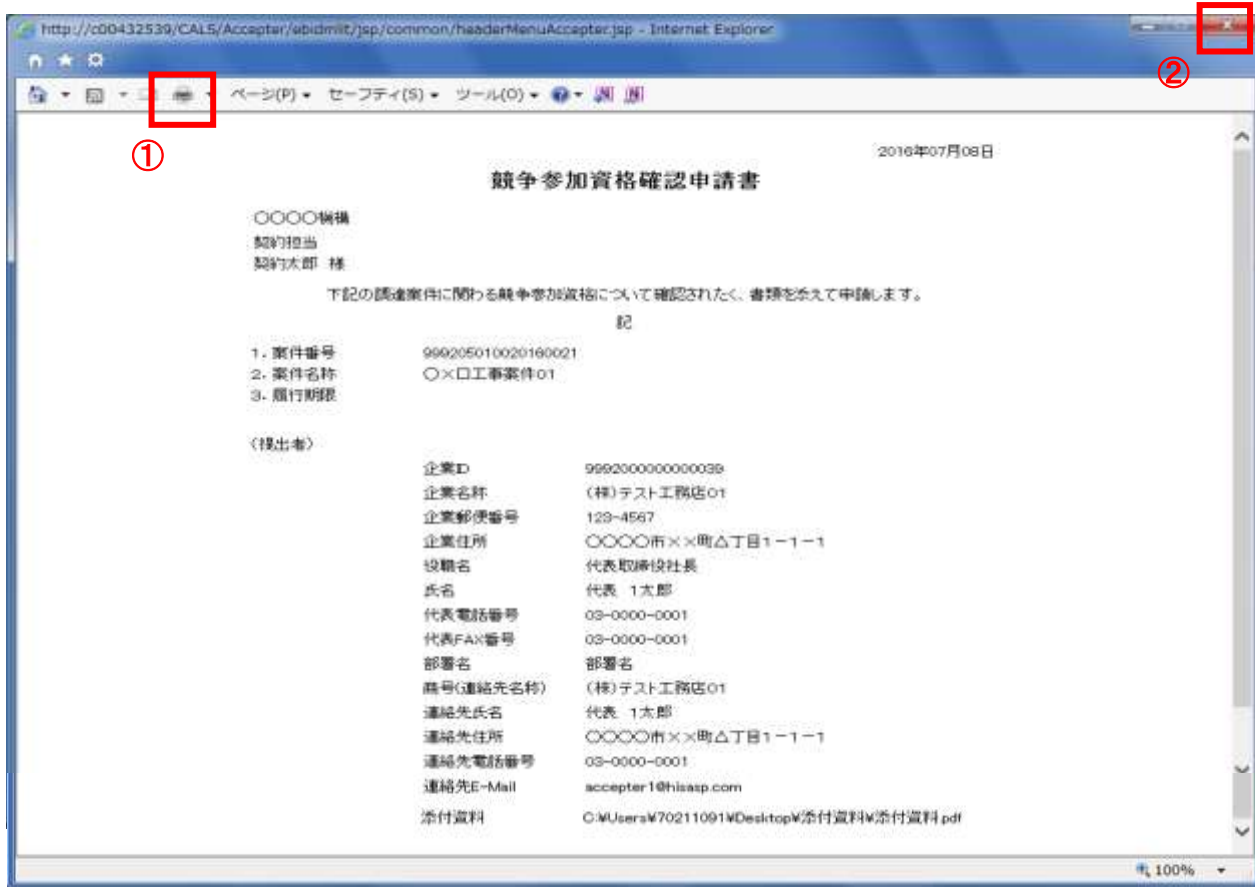 http://c00432539/CALS/Accepter/ebidmlit/jsp/common/headerMenuAccepter.jsp - Internet Explorer
②
ページ(P) セーフティ(S) ツール(O)
①
2016年07月08日
競争参加資格確認申請書
〇〇〇〇機構
契約担当
契約太郎 様
下記の調達案件に関わる競争参加資格について確認されたく、書類を添えて申請します。
記
1. 案件番号 999205010020160021
2. 案件名称 〇×口工事案件01
3. 履行期限
(提出者)
企業ID 9992000000000039
企業名称 (株)テスト工務店01
企業郵便番号 123-4567
企業住所 〇〇〇〇市××町△丁目1-1-1
役職名 代表取締役社長
氏名 代表 1太郎
代表電話番号 03-0000-0001
代表FAX番号 03-0000-0001
部署名 部署名
商号(連絡先名称) (株)テスト工務店01
連絡先氏名 代表 1太郎
連絡先住所 〇〇〇〇市××町△丁目1-1-1
連絡先電話番号 03-0000-0001
連絡先E-Mail accepter1@hisasp.com
添付資料 C:¥Users¥70211091¥Desktop¥添付資料¥添付資料.pdf
100%